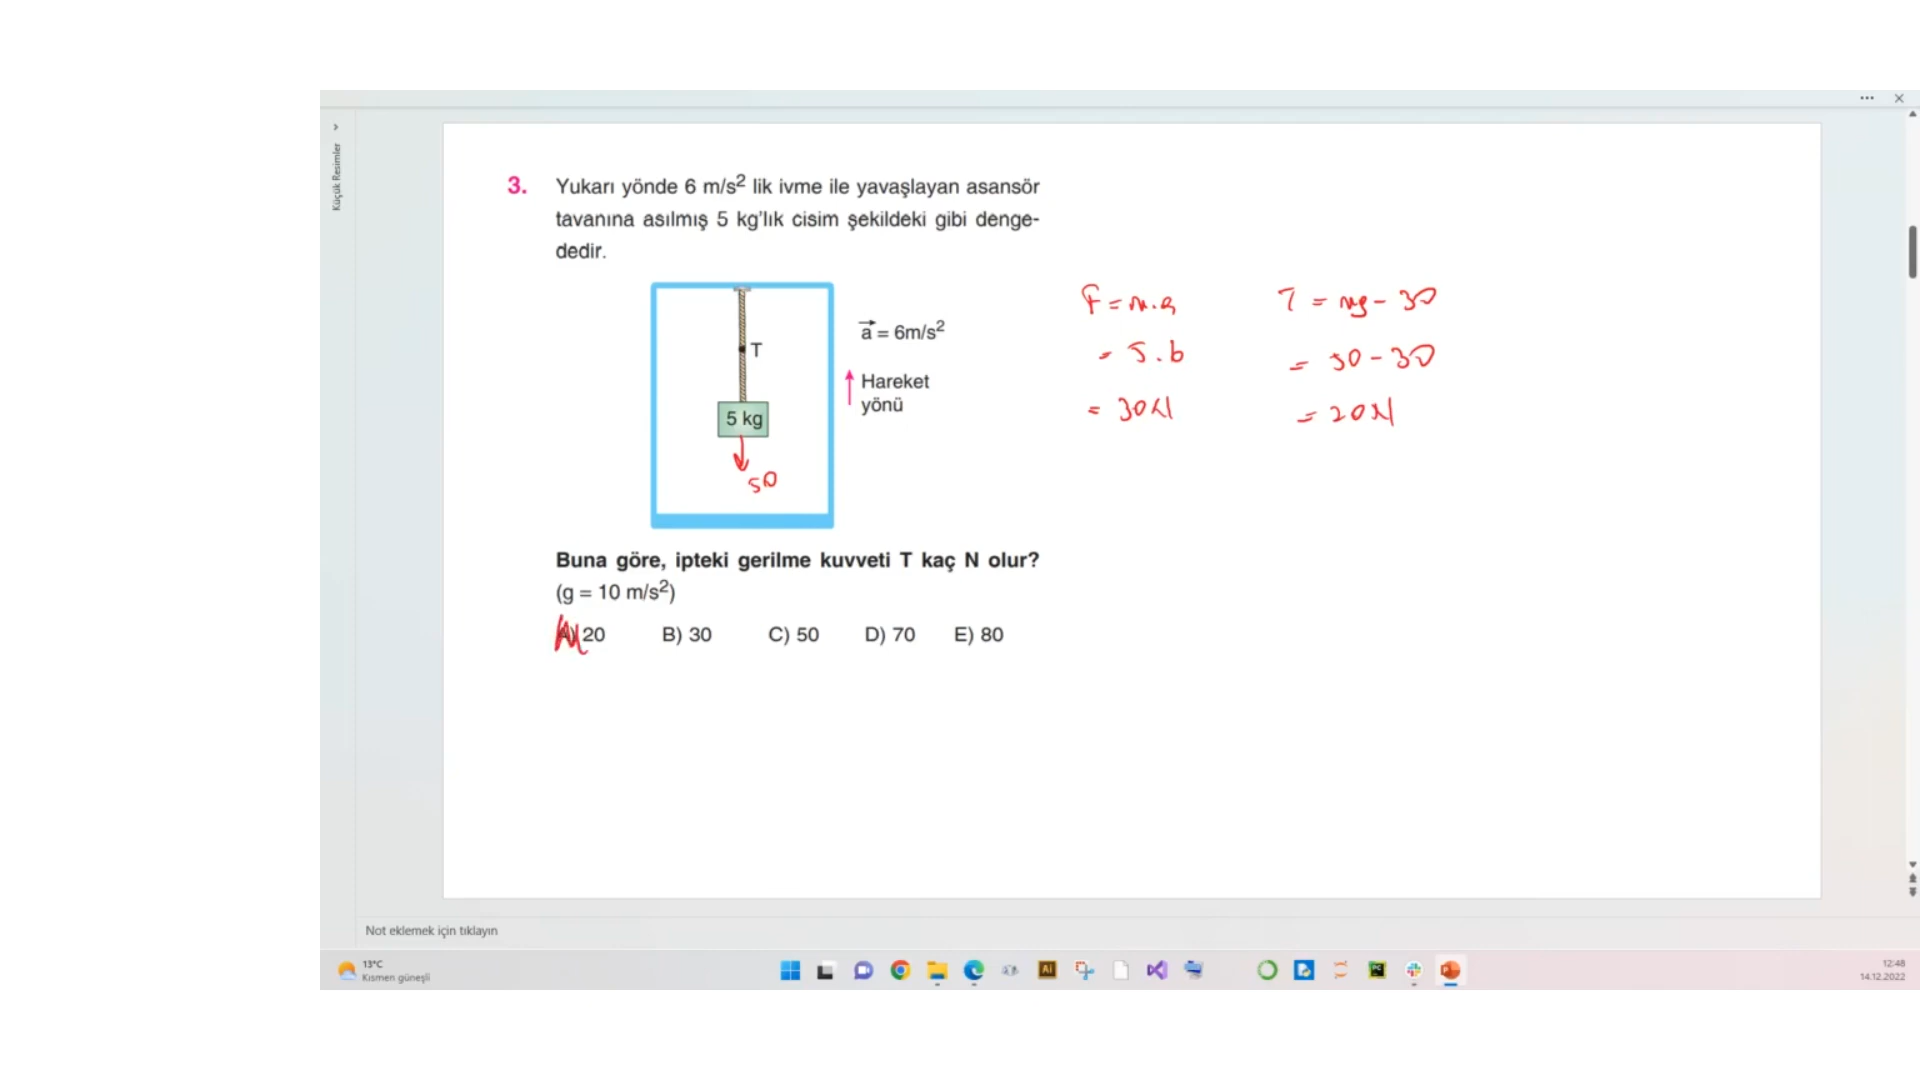 Küçük Resimler
3. Yukarı yönde 6 m/s² lik ivme ile yavaşlayan asansör
tavanına asılmış 5 kg'lık cisim şekildeki gibi denge-
dedir.
T
5 kg
50
a⃗ = 6m/s²
Hareket
yönü
F = m.a
= 5.6
= 30N
T = mg - 30
= 50 - 30
= 20N
Buna göre, ipteki gerilme kuvveti T kaç N olur?
(g = 10 m/s²)
A) 20 B) 30 C) 50 D) 70 E) 80
Not eklemek için tıklayın
13°C
Kısmen güneşli
Ai
PC
12:48
14.12.2022